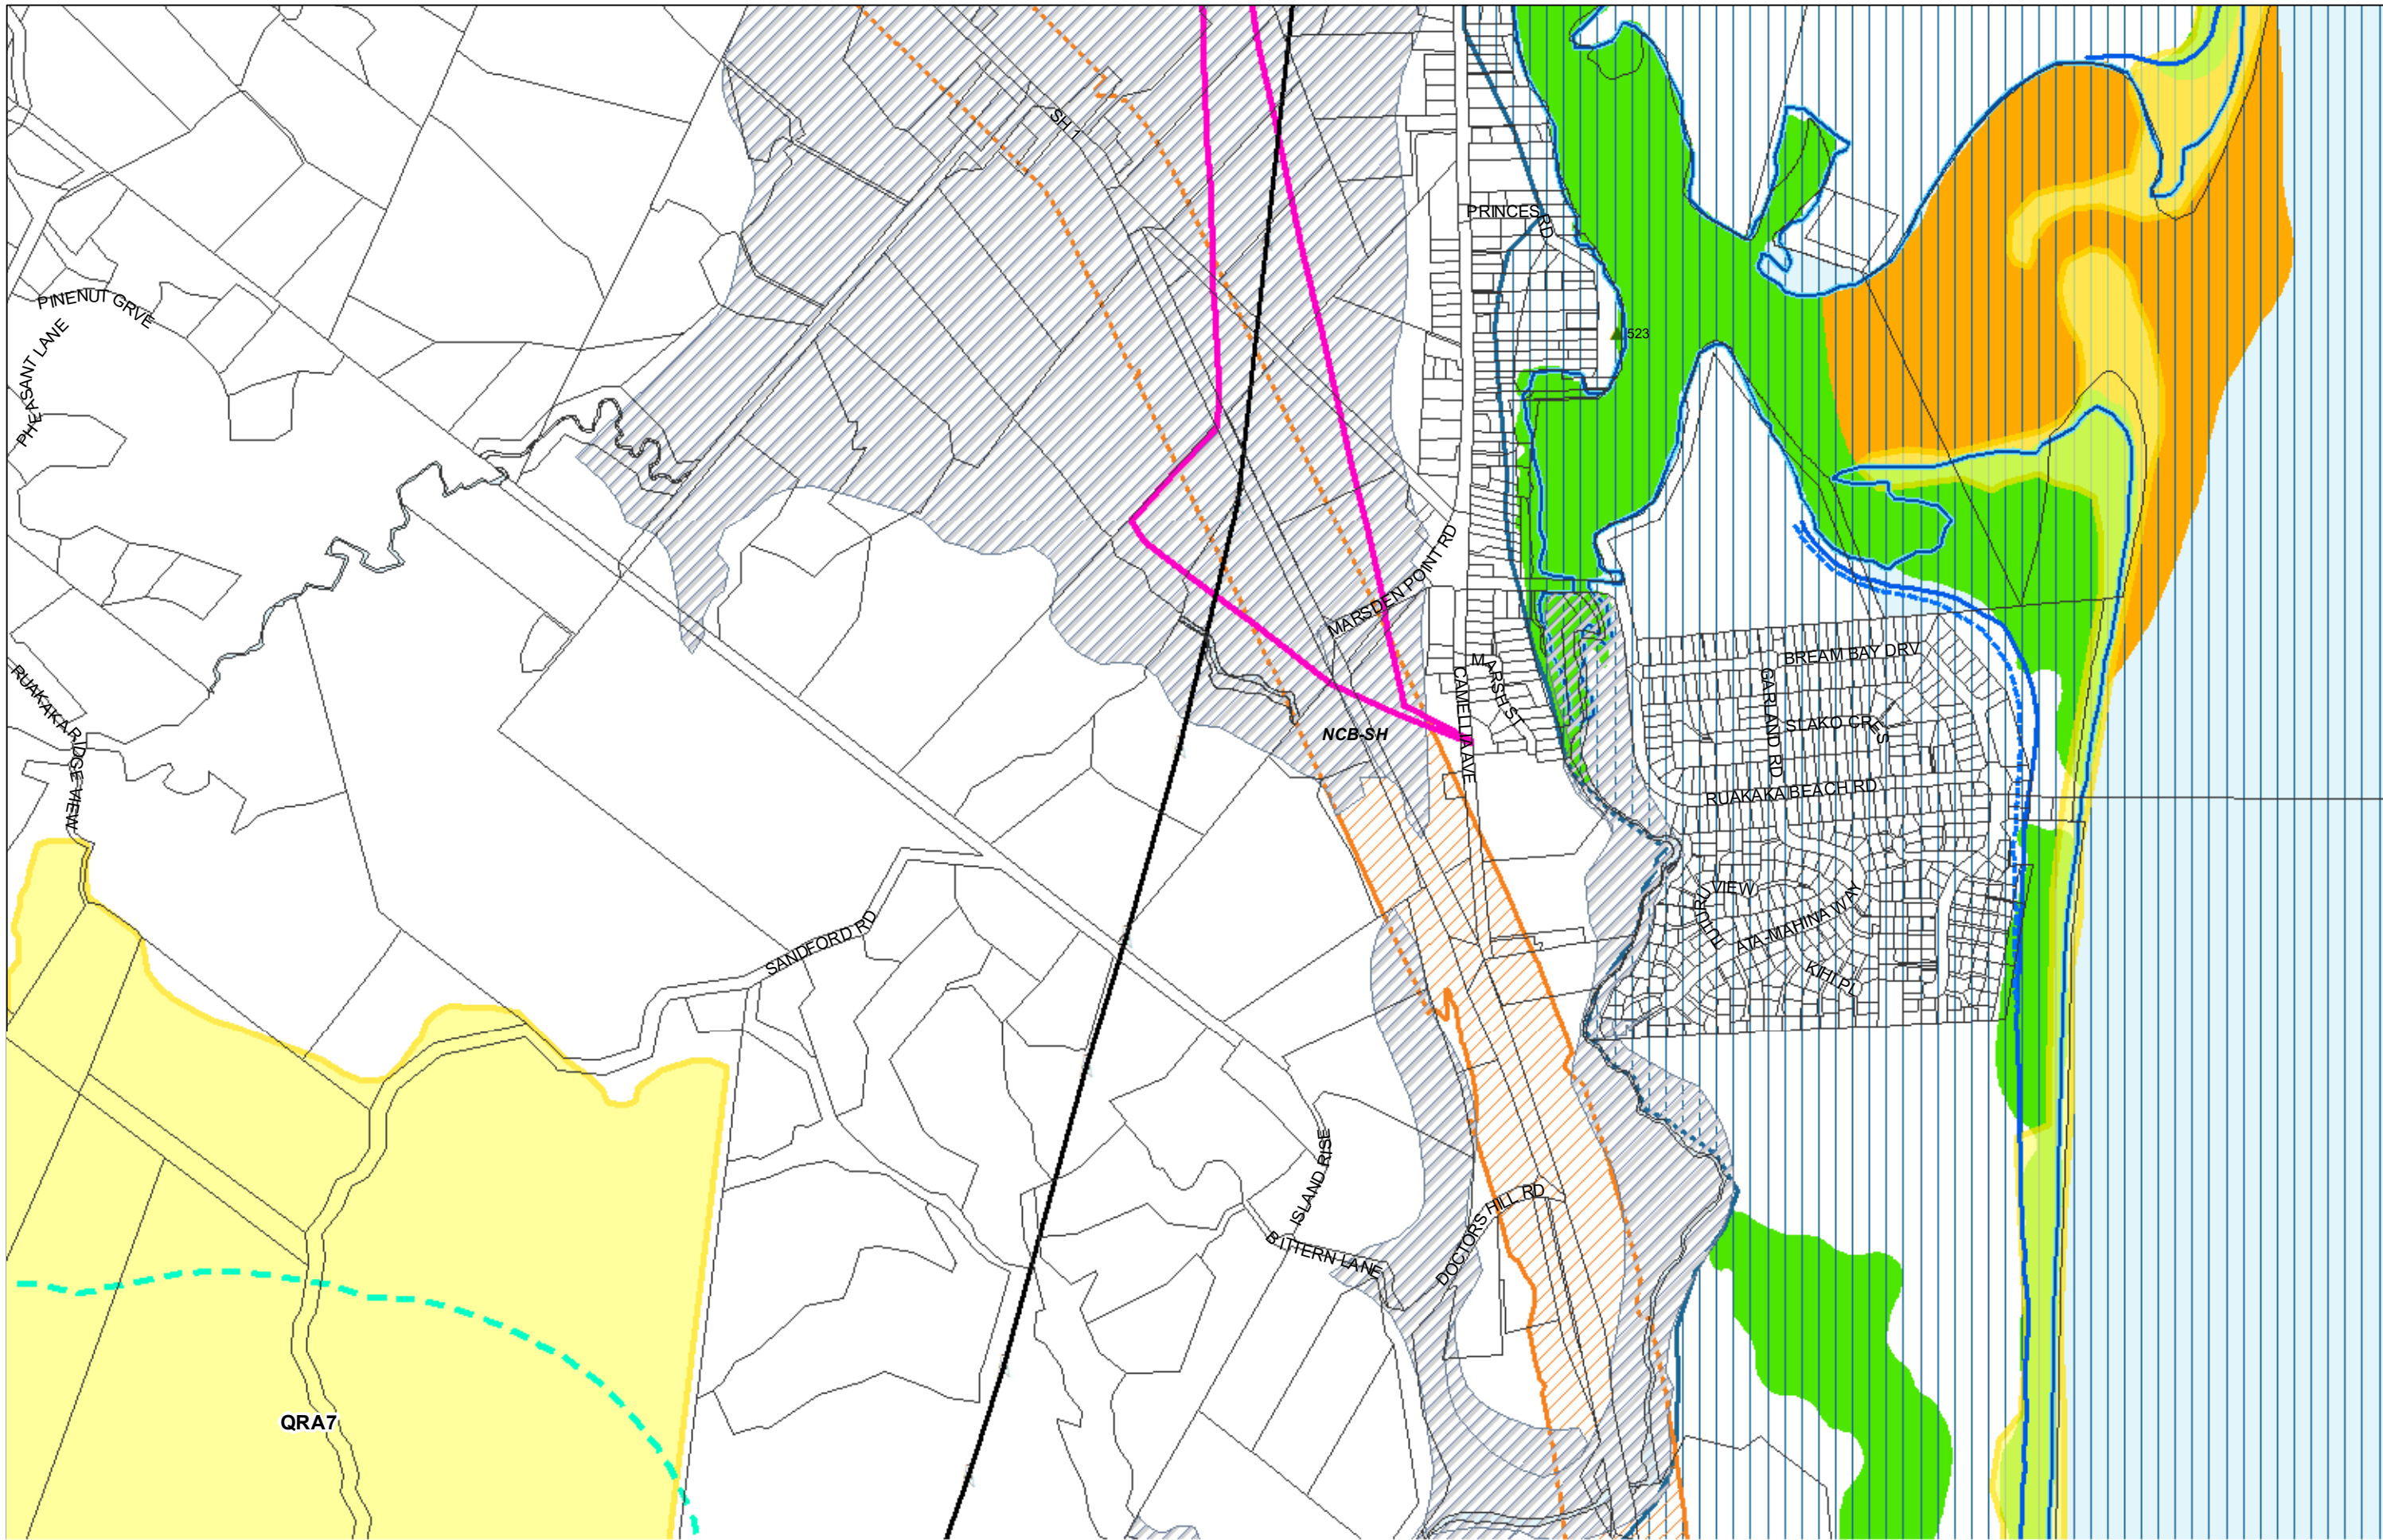 SH 1
PRINCES RD
PINENUT GRVE
PHEASANT LANE
523
MARSDEN POINT RD
BREAM BAY DRV
MARSH ST
CAMELLIA AVE
GARLAND RD
RUAKAKA RIDGE VIEW
SLAKO CRES
NCB-SH
RUAKAKA BEACH RD
TUTURU VIEW
ATA-MAHINA WAY
SANDFORD RD
KIHI PL
ISLAND RISE
DOCTORS HILL RD
BITTERN LANE
QRA7